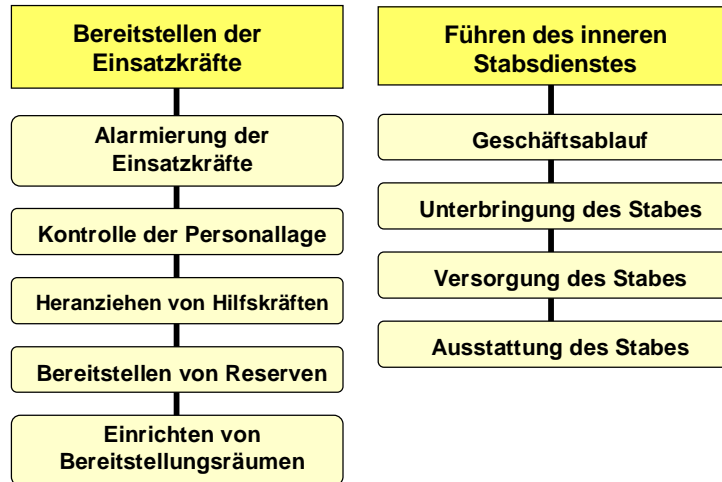 Bereitstellen der
Einsatzkräfte
Alarmierung der
Einsatzkräfte
Kontrolle der Personallage
Heranziehen von Hilfskräften
Bereitstellen von Reserven
Einrichten von
Bereitstellungsräumen
Führen des inneren
Stabsdienstes
Geschäftsablauf
Unterbringung des Stabes
Versorgung des Stabes
Ausstattung des Stabes